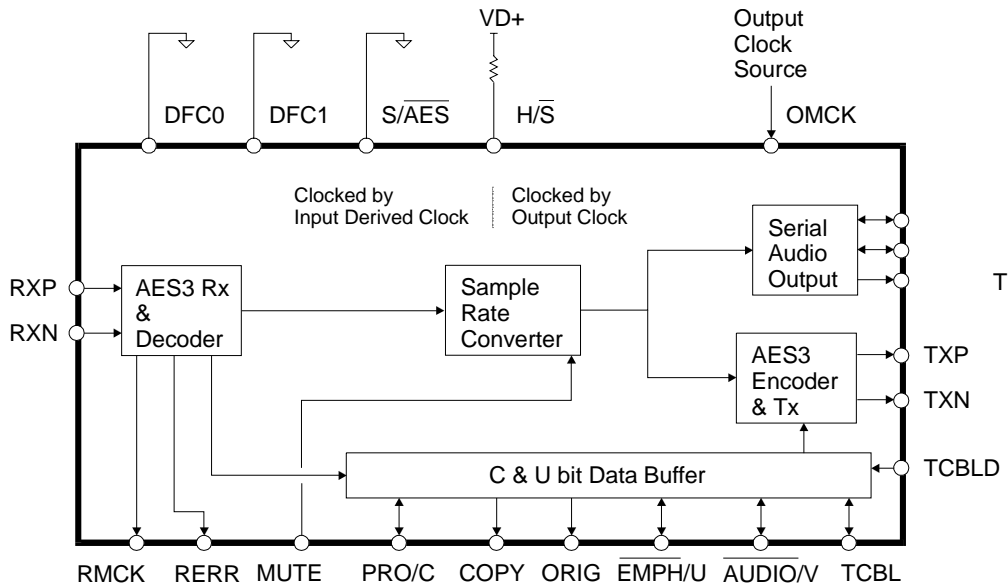 VD+
Output
Clock
Source
DFC0
DFC1
S/AES
H/S
OMCK
Clocked by
Input Derived Clock
Clocked by
Output Clock
Serial
Audio
Output
RXP
RXN
AES3 Rx
&
Decoder
Sample
Rate
Converter
T
AES3
Encoder
& Tx
TXP
TXN
C & U bit Data Buffer
TCBLD
RMCK
RERR
MUTE
PRO/C
COPY
ORIG
EMPH/U
AUDIO/V
TCBL